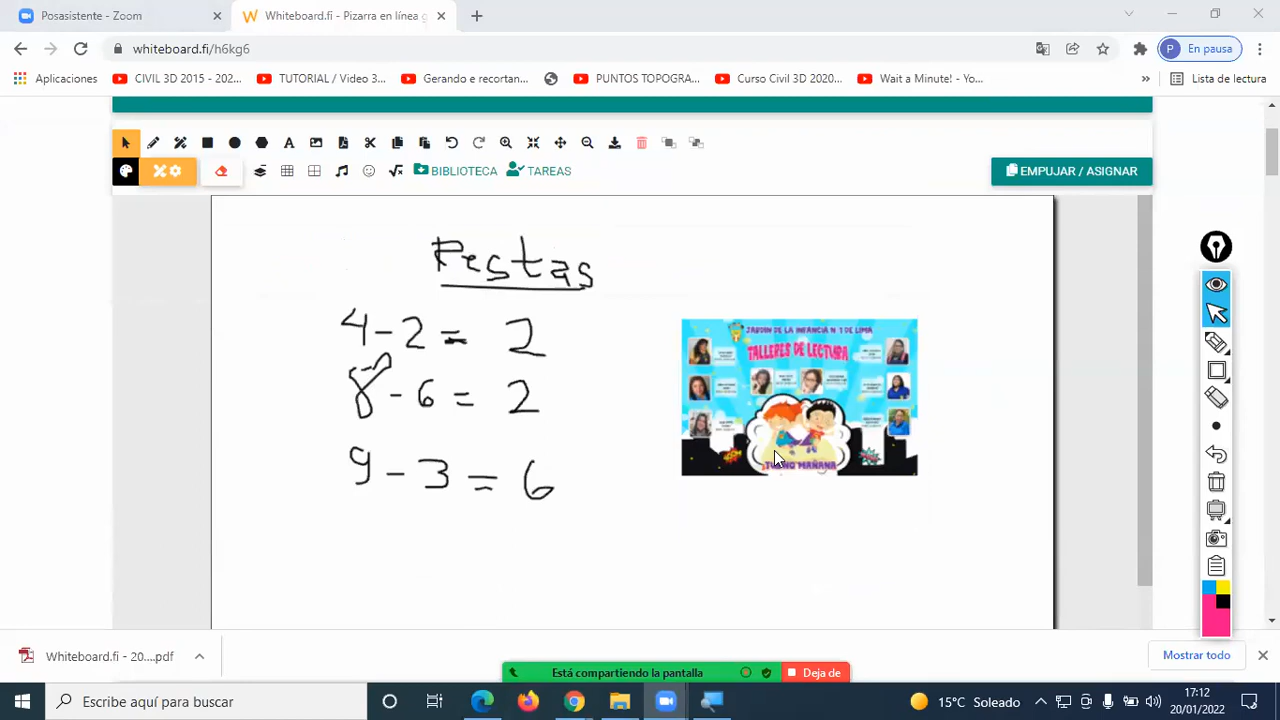 Posasistente - Zoom
Whiteboard.fi - Pizarra en línea g
whiteboard.fi/h6kg6
P En pausa
Aplicaciones
CIVIL 3D 2015 - 202...
TUTORIAL / Video 3...
Gerando e recortan...
PUNTOS TOPOGRA...
Curso Civil 3D 2020...
Wait a Minute! - Yo...
»
Lista de lectura
BIBLIOTECA
TAREAS
EMPUJAR / ASIGNAR
Restas
4-2= 2
8-6= 2
9-3=6
JARDIN DE LA INFANCIA N°1 DE LIMA
TALLERES DE LECTURA
TURNO MAÑANA
Whiteboard.fi - 20....pdf
Mostrar todo
Está compartiendo la pantalla
Deja de
Escribe aquí para buscar
15°C Soleado
17:12
20/01/2022